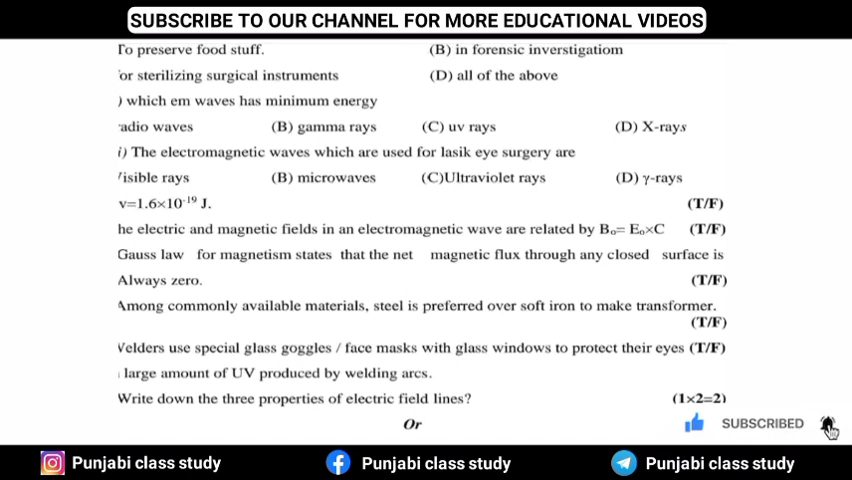 SUBSCRIBE TO OUR CHANNEL FOR MORE EDUCATIONAL VIDEOS
To preserve food stuff. (B) in forensic inverstigatiom
or sterilizing surgical instruments (D) all of the above
) which em waves has minimum energy
adio waves (B) gamma rays (C) uv rays (D) X-rays
i) The electromagnetic waves which are used for lasik eye surgery are
Visible rays (B) microwaves (C)Ultraviolet rays (D) γ-rays
v=1.6×10⁻¹⁹ J. (T/F)
he electric and magnetic fields in an electromagnetic wave are related by B₀= E₀×C (T/F)
Gauss law for magnetism states that the net magnetic flux through any closed surface is
Always zero. (T/F)
Among commonly available materials, steel is preferred over soft iron to make transformer.
(T/F)
Welders use special glass goggles / face masks with glass windows to protect their eyes (T/F)
large amount of UV produced by welding arcs.
Write down the three properties of electric field lines? (1×2=2)
Or
SUBSCRIBED
Punjabi class study Punjabi class study Punjabi class study